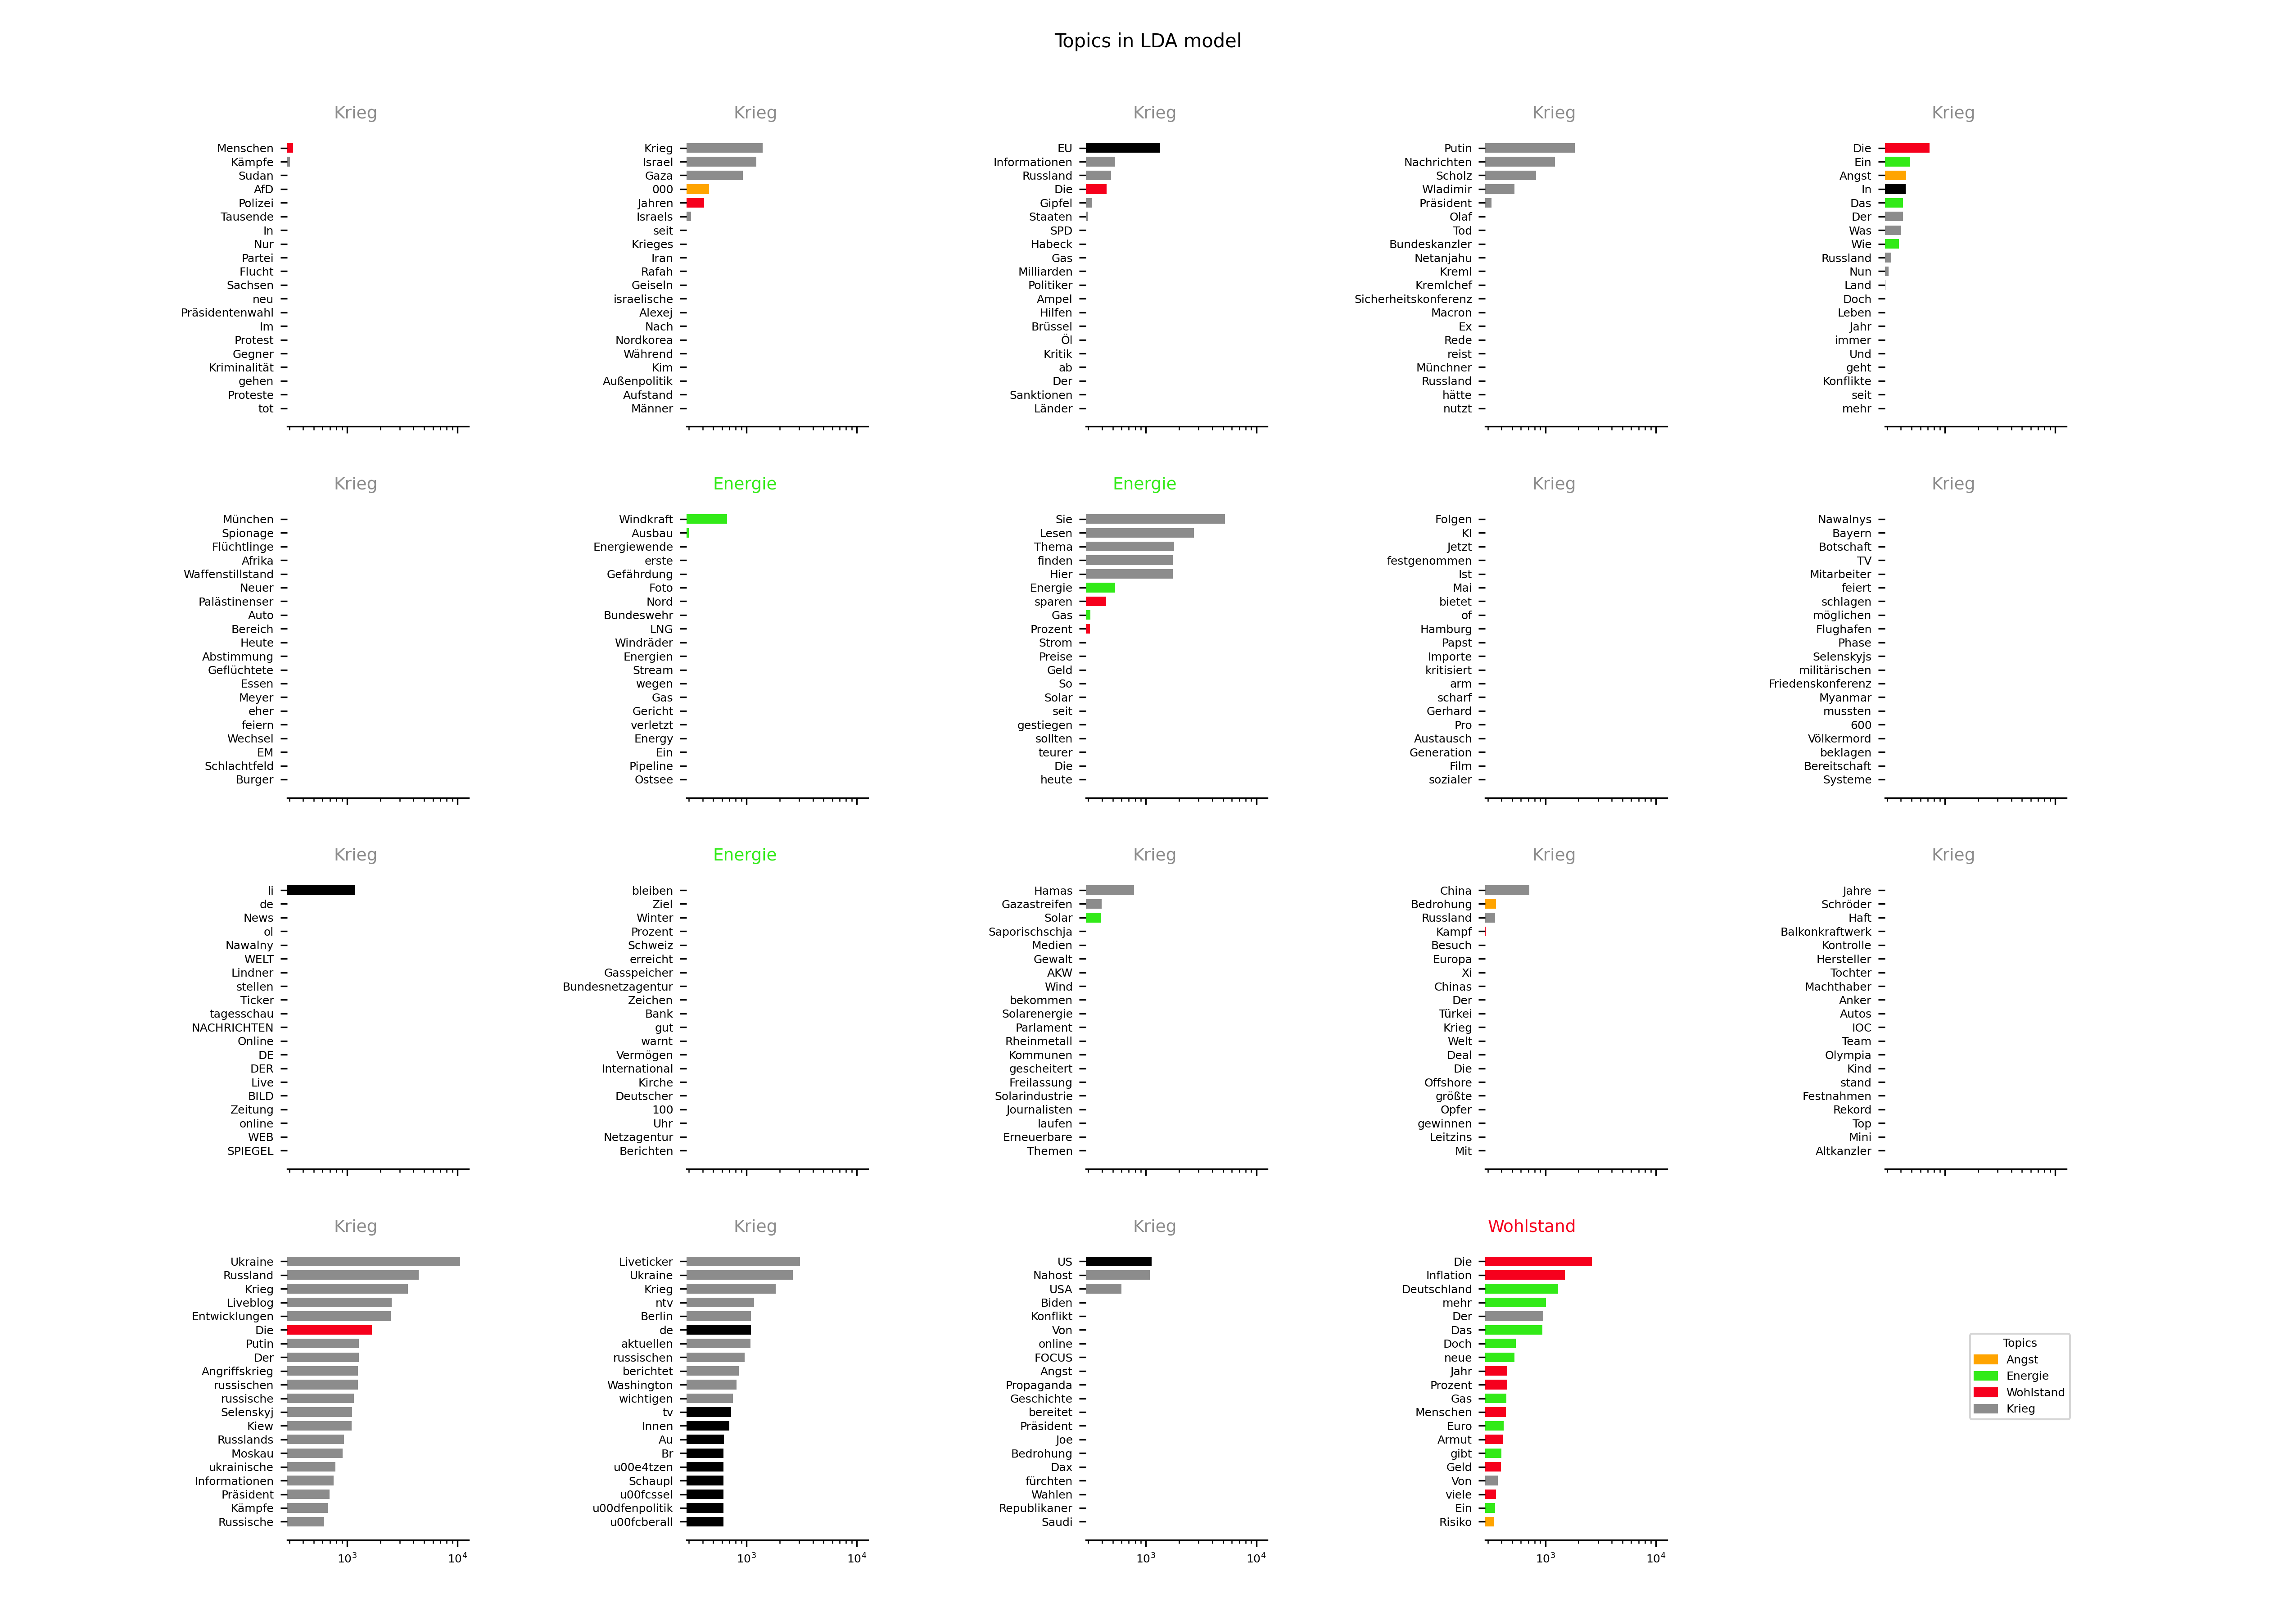 Topics in LDA model
Krieg
Menschen
Kämpfe
Sudan
AfD
Polizei
Tausende
In
Nur
Partei
Flucht
Sachsen
neu
Präsidentenwahl
Im
Protest
Gegner
Kriminalität
gehen
Proteste
tot
Krieg
Krieg
Israel
Gaza
000
Jahren
Israels
seit
Krieges
Iran
Rafah
Geiseln
israelische
Alexej
Nach
Nordkorea
Während
Kim
Außenpolitik
Aufstand
Männer
Krieg
EU
Informationen
Russland
Die
Gipfel
Staaten
SPD
Habeck
Gas
Milliarden
Politiker
Ampel
Hilfen
Brüssel
Öl
Kritik
ab
Der
Sanktionen
Länder
Krieg
Putin
Nachrichten
Scholz
Wladimir
Präsident
Olaf
Tod
Bundeskanzler
Netanjahu
Kreml
Kremlchef
Sicherheitskonferenz
Macron
Ex
Rede
reist
Münchner
Russland
hätte
nutzt
Krieg
Die
Ein
Angst
In
Das
Der
Was
Wie
Russland
Nun
Land
Doch
Leben
Jahr
immer
Und
geht
Konflikte
seit
mehr
Krieg
München
Spionage
Flüchtlinge
Afrika
Waffenstillstand
Neuer
Palästinenser
Auto
Bereich
Heute
Abstimmung
Geflüchtete
Essen
Meyer
eher
feiern
Wechsel
EM
Schlachtfeld
Burger
Energie
Windkraft
Ausbau
Energiewende
erste
Gefährdung
Foto
Nord
Bundeswehr
LNG
Windräder
Energien
Stream
wegen
Gas
Gericht
verletzt
Energy
Ein
Pipeline
Ostsee
Energie
Sie
Lesen
Thema
finden
Hier
Energie
sparen
Gas
Prozent
Strom
Preise
Geld
So
Solar
seit
gestiegen
sollten
teurer
Die
heute
Krieg
Folgen
KI
Jetzt
festgenommen
Ist
Mai
bietet
of
Hamburg
Papst
Importe
kritisiert
arm
scharf
Gerhard
Pro
Austausch
Generation
Film
sozialer
Krieg
Nawalnys
Bayern
Botschaft
TV
Mitarbeiter
feiert
schlagen
möglichen
Flughafen
Phase
Selenskyjs
militärischen
Friedenskonferenz
Myanmar
mussten
600
Völkermord
beklagen
Bereitschaft
Systeme
Krieg
li
de
News
ol
Nawalny
WELT
Lindner
stellen
Ticker
tagesschau
NACHRICHTEN
Online
DE
DER
Live
BILD
Zeitung
online
WEB
SPIEGEL
Energie
bleiben
Ziel
Winter
Prozent
Schweiz
erreicht
Gasspeicher
Bundesnetzagentur
Zeichen
Bank
gut
warnt
Vermögen
International
Kirche
Deutscher
100
Uhr
Netzagentur
Berichten
Krieg
Hamas
Gazastreifen
Solar
Saporischschja
Medien
Gewalt
AKW
Wind
bekommen
Solarenergie
Parlament
Rheinmetall
Kommunen
gescheitert
Freilassung
Solarindustrie
Journalisten
laufen
Erneuerbare
Themen
Krieg
China
Bedrohung
Russland
Kampf
Besuch
Europa
Xi
Chinas
Der
Türkei
Krieg
Welt
Deal
Die
Offshore
größte
Opfer
gewinnen
Leitzins
Mit
Krieg
Jahre
Schröder
Haft
Balkonkraftwerk
Kontrolle
Hersteller
Tochter
Machthaber
Anker
Autos
IOC
Team
Olympia
Kind
stand
Festnahmen
Rekord
Top
Mini
Altkanzler
Krieg
Ukraine
Russland
Krieg
Liveblog
Entwicklungen
Die
Putin
Der
Angriffskrieg
russischen
russische
Selenskyj
Kiew
Russlands
Moskau
ukrainische
Informationen
Präsident
Kämpfe
Russische
10³ 10⁴
Krieg
Liveticker
Ukraine
Krieg
ntv
Berlin
de
aktuellen
russischen
berichtet
Washington
wichtigen
tv
Innen
Au
Br
u00e4tzen
Schaupl
u00fcssel
u00dfenpolitik
u00fcberall
10³ 10⁴
Krieg
US
Nahost
USA
Biden
Konflikt
Von
online
FOCUS
Angst
Propaganda
Geschichte
bereitet
Präsident
Joe
Bedrohung
Dax
fürchten
Wahlen
Republikaner
Saudi
10³ 10⁴
Wohlstand
Die
Inflation
Deutschland
mehr
Der
Das
Doch
neue
Jahr
Prozent
Gas
Menschen
Euro
Armut
gibt
Geld
Von
viele
Ein
Risiko
10³ 10⁴
Topics
Angst
Energie
Wohlstand
Krieg